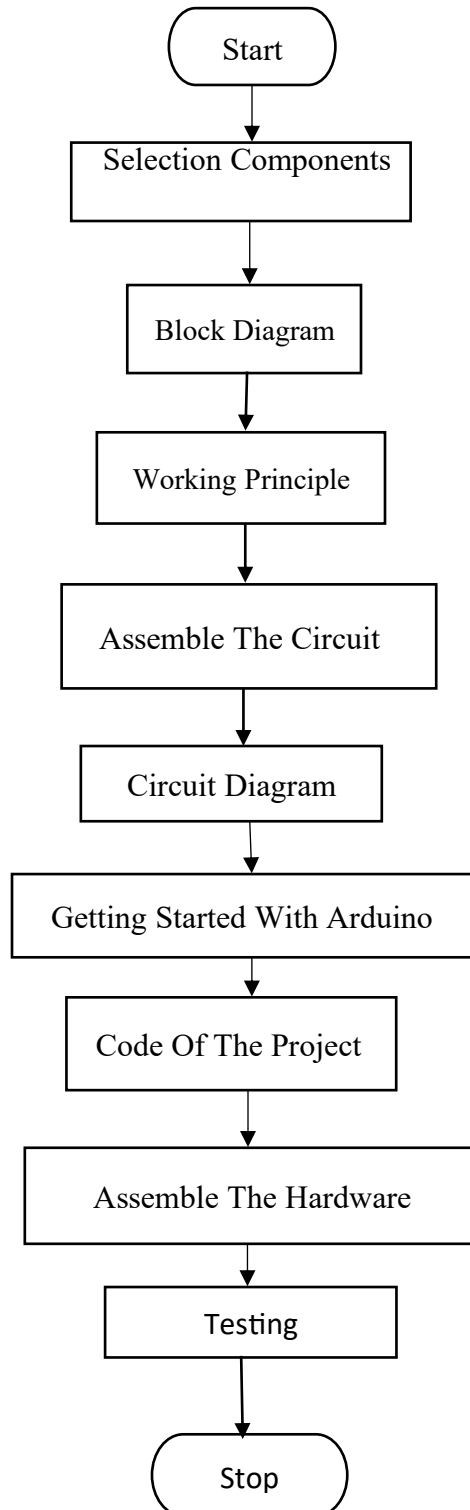 Start
Selection Components
Block Diagram
Working Principle
Assemble The Circuit
Circuit Diagram
Getting Started With Arduino
Code Of The Project
Assemble The Hardware
Testing
Stop